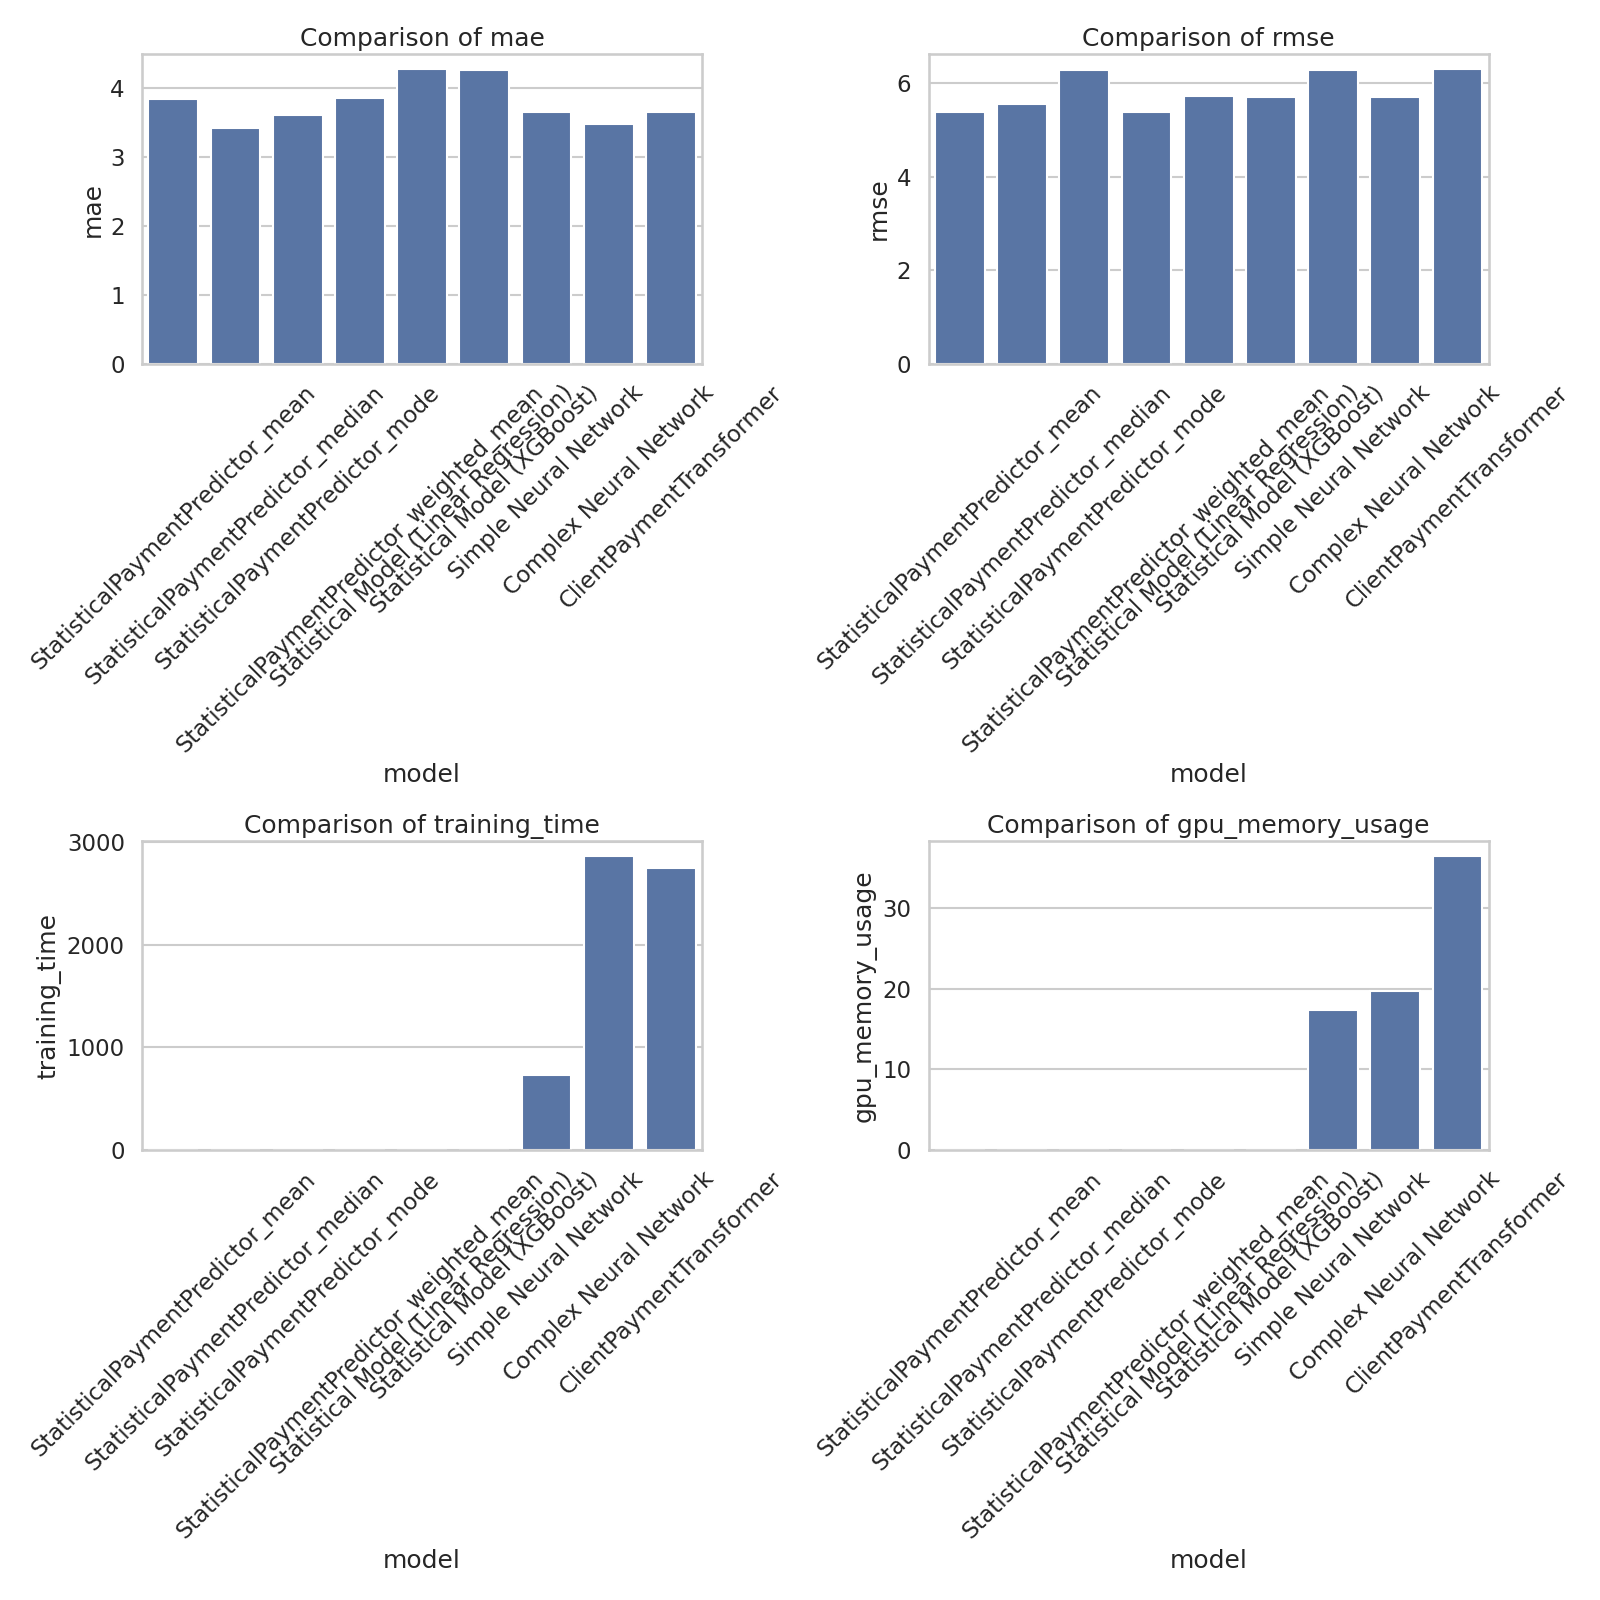 Comparison of mae
mae
4
3
2
1
0
StatisticalPaymentPredictor_mean
StatisticalPaymentPredictor_median
StatisticalPaymentPredictor_mode
StatisticalPaymentPredictor_weighted_mean
Statistical Model (Linear Regression)
Statistical Model (XGBoost)
Simple Neural Network
Complex Neural Network
ClientPaymentTransformer
model
Comparison of rmse
rmse
6
4
2
0
StatisticalPaymentPredictor_mean
StatisticalPaymentPredictor_median
StatisticalPaymentPredictor_mode
StatisticalPaymentPredictor_weighted_mean
Statistical Model (Linear Regression)
Statistical Model (XGBoost)
Simple Neural Network
Complex Neural Network
ClientPaymentTransformer
model
Comparison of training_time
training_time
3000
2000
1000
0
StatisticalPaymentPredictor_mean
StatisticalPaymentPredictor_median
StatisticalPaymentPredictor_mode
StatisticalPaymentPredictor_weighted_mean
Statistical Model (Linear Regression)
Statistical Model (XGBoost)
Simple Neural Network
Complex Neural Network
ClientPaymentTransformer
model
Comparison of gpu_memory_usage
gpu_memory_usage
30
20
10
0
StatisticalPaymentPredictor_mean
StatisticalPaymentPredictor_median
StatisticalPaymentPredictor_mode
StatisticalPaymentPredictor_weighted_mean
Statistical Model (Linear Regression)
Statistical Model (XGBoost)
Simple Neural Network
Complex Neural Network
ClientPaymentTransformer
model